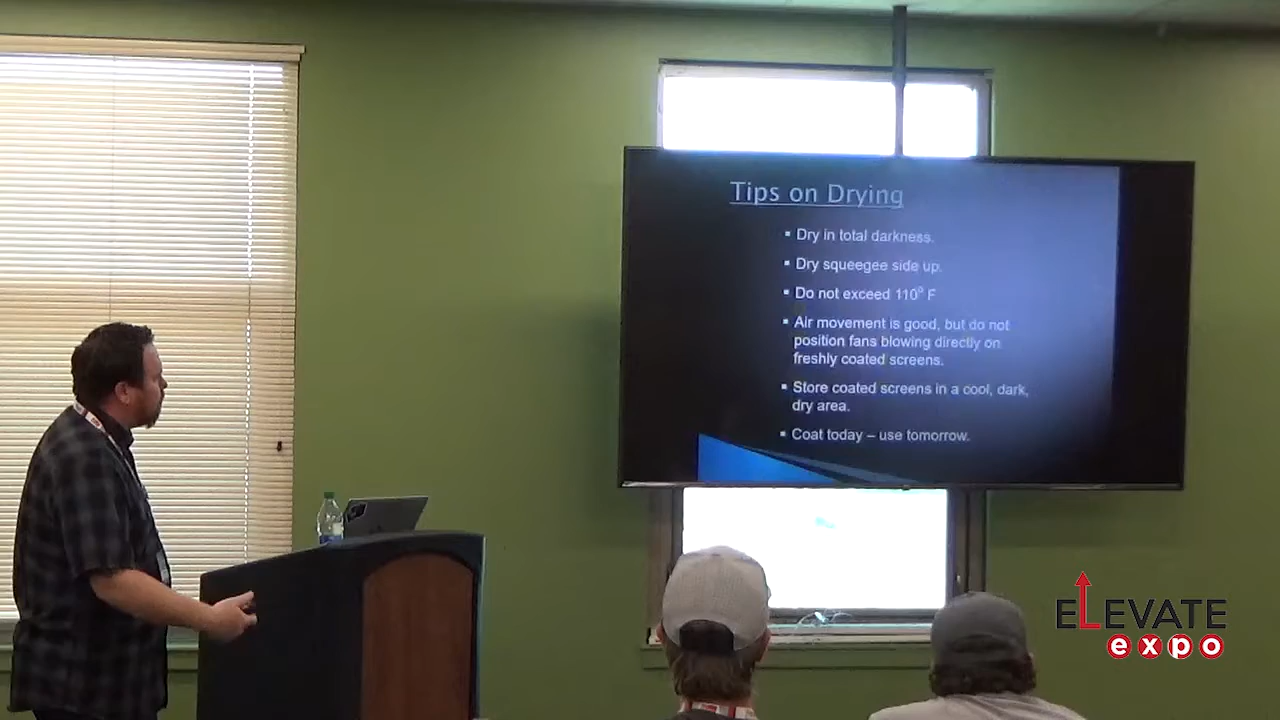 Tips on Drying
▪ Dry in total darkness.
▪ Dry squeegee side up.
▪ Do not exceed 110° F
▪ Air movement is good, but do not
position fans blowing directly on
freshly coated screens.
▪ Store coated screens in a cool, dark,
dry area.
▪ Coat today – use tomorrow.
ELEVATE
expo